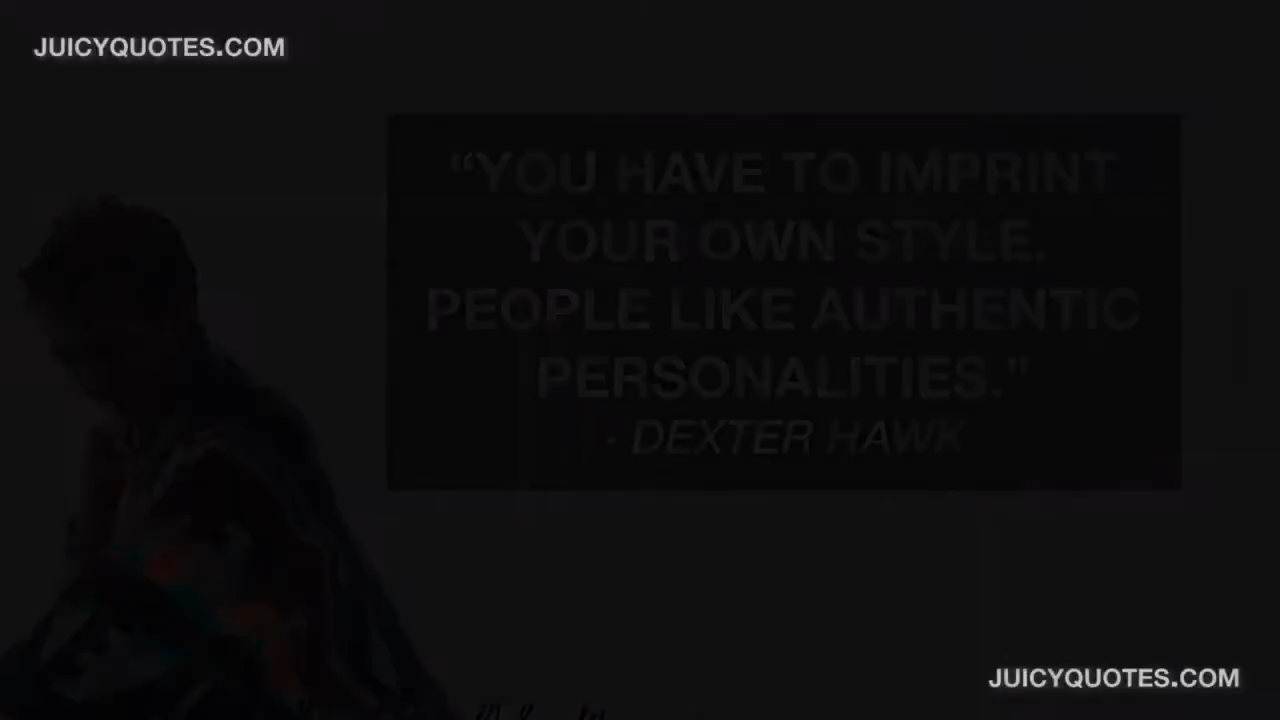 JUICYQUOTES.COM
“YOU HAVE TO IMPRINT
YOUR OWN STYLE.
PEOPLE LIKE AUTHENTIC
PERSONALITIES.”
- DEXTER HAWK
JUICYQUOTES.COM